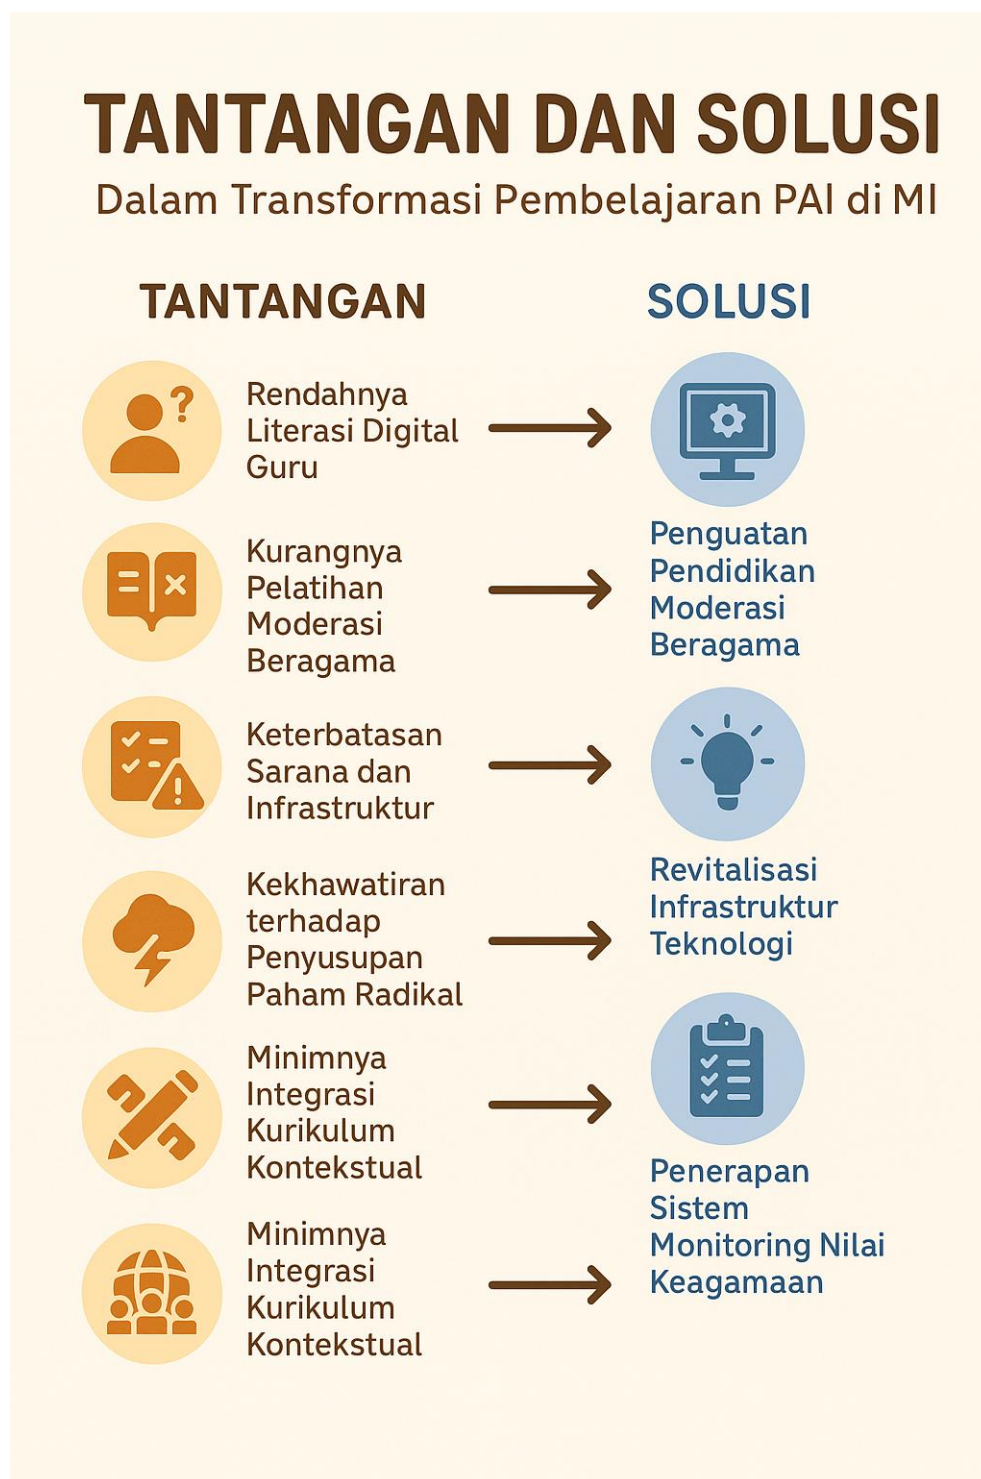 TANTANGAN DAN SOLUSI
Dalam Transformasi Pembelajaran PAI di MI
TANTANGAN
Rendahnya
Literasi Digital
Guru
Kurangnya
Pelatihan
Moderasi
Beragama
Keterbatasan
Sarana dan
Infrastruktur
Kekhawatiran
terhadap
Penyusupan
Paham Radikal
Minimnya
Integrasi
Kurikulum
Kontekstual
Minimnya
Integrasi
Kurikulum
Kontekstual
SOLUSI
Penguatan
Pendidikan
Moderasi
Beragama
Revitalisasi
Infrastruktur
Teknologi
Penerapan
Sistem
Monitoring Nilai
Keagamaan